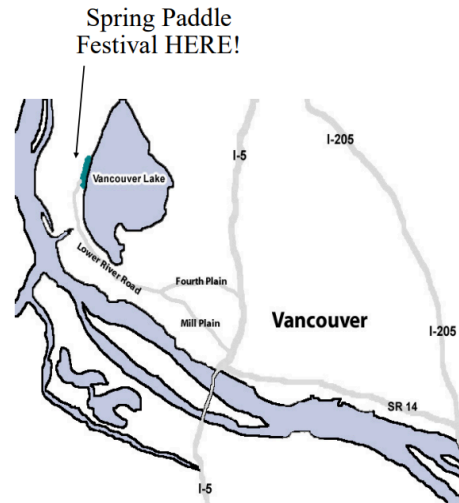 Spring Paddle
Festival HERE!
I-5
I-205
Vancouver Lake
Lower River Road
Fourth Plain
Mill Plain
Vancouver
I-205
SR 14
I-5